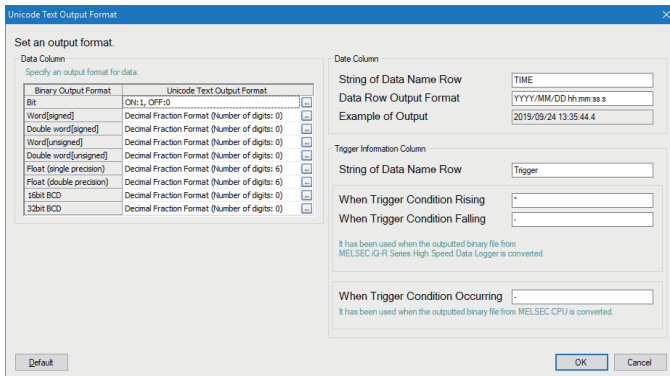 Unicode Text Output Format
Set an output format.
Data Column
Specify an output format for data.
Binary Output Format Unicode Text Output Format
Bit ON:1, OFF:0 ...
Word[signed] Decimal Fraction Format (Number of digits: 0) ...
Double word[signed] Decimal Fraction Format (Number of digits: 0) ...
Word[unsigned] Decimal Fraction Format (Number of digits: 0) ...
Double word[unsigned] Decimal Fraction Format (Number of digits: 0) ...
Float (single precision) Decimal Fraction Format (Number of digits: 6) ...
Float (double precision) Decimal Fraction Format (Number of digits: 6) ...
16bit BCD Decimal Fraction Format (Number of digits: 0) ...
32bit BCD Decimal Fraction Format (Number of digits: 0) ...
Date Column
String of Data Name Row TIME
Data Row Output Format YYYY/MM/DD hh:mm:ss.s
Example of Output 2019/09/24 13:35:44.4
Trigger Information Column
String of Data Name Row Trigger
When Trigger Condition Rising *
When Trigger Condition Falling -
It has been used when the outputted binary file from
MELSEC iQ-R Series High Speed Data Logger is converted.
When Trigger Condition Occurring -
It has been used when the outputted binary file from MELSEC CPU is converted.
Default OK Cancel